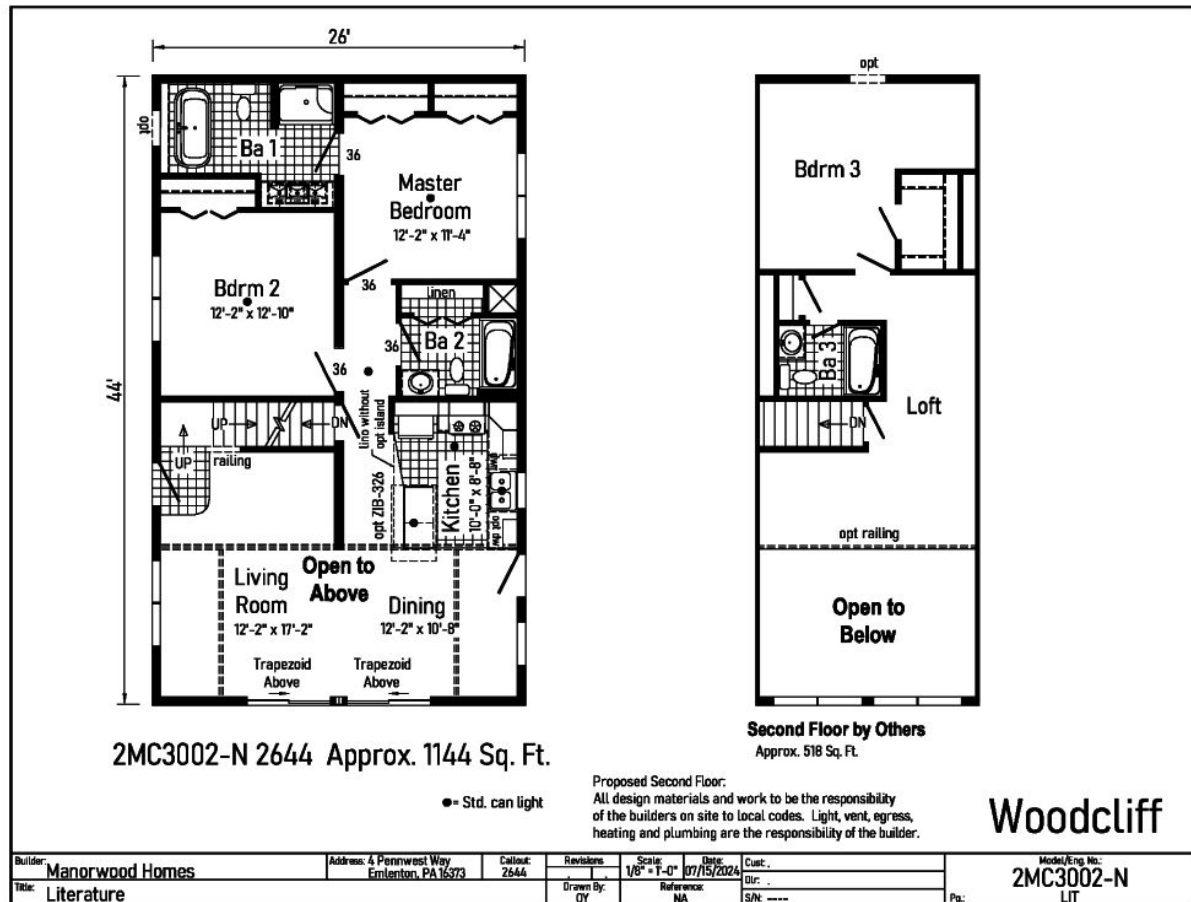 26'
44'
opt
Ba 1
36
Master
Bedroom
12'-2" x 11'-4"
Bdrm 2
12'-2" x 12'-10"
36
linen
Ba 2
36
36
UP
DN
UP
railing
lino without
opt island
opt ZIB-326
Kitchen
10'-0" x 8'-8"
dwr
opt dw
Living
Room
12'-2" x 17'-2"
Open to
Above
Dining
12'-2" x 10'-8"
Trapezoid
Above
Trapezoid
Above
2MC3002-N 2644 Approx. 1144 Sq. Ft.
●= Std. can light
opt
Bdrm 3
Ba 3
Loft
DN
opt railing
Open to
Below
Second Floor by Others
Approx. 518 Sq. Ft.
Proposed Second Floor:
All design materials and work to be the responsibility
of the builders on site to local codes. Light, vent, egress,
heating and plumbing are the responsibility of the builder.
Woodcliff
Builder: Manorwood Homes
Address: 4 Pennwest Way
Emlenton, PA 16373
Callout:
2644
Revisions
Scale:
1/8" = 1'-0"
Date:
07/15/2024
Cust.:
Dlr: .
S/N: ----
Model/Eng. No.:
2MC3002-N
LIT
Title: Literature
Drawn By:
OY
Reference:
NA
Pg.: